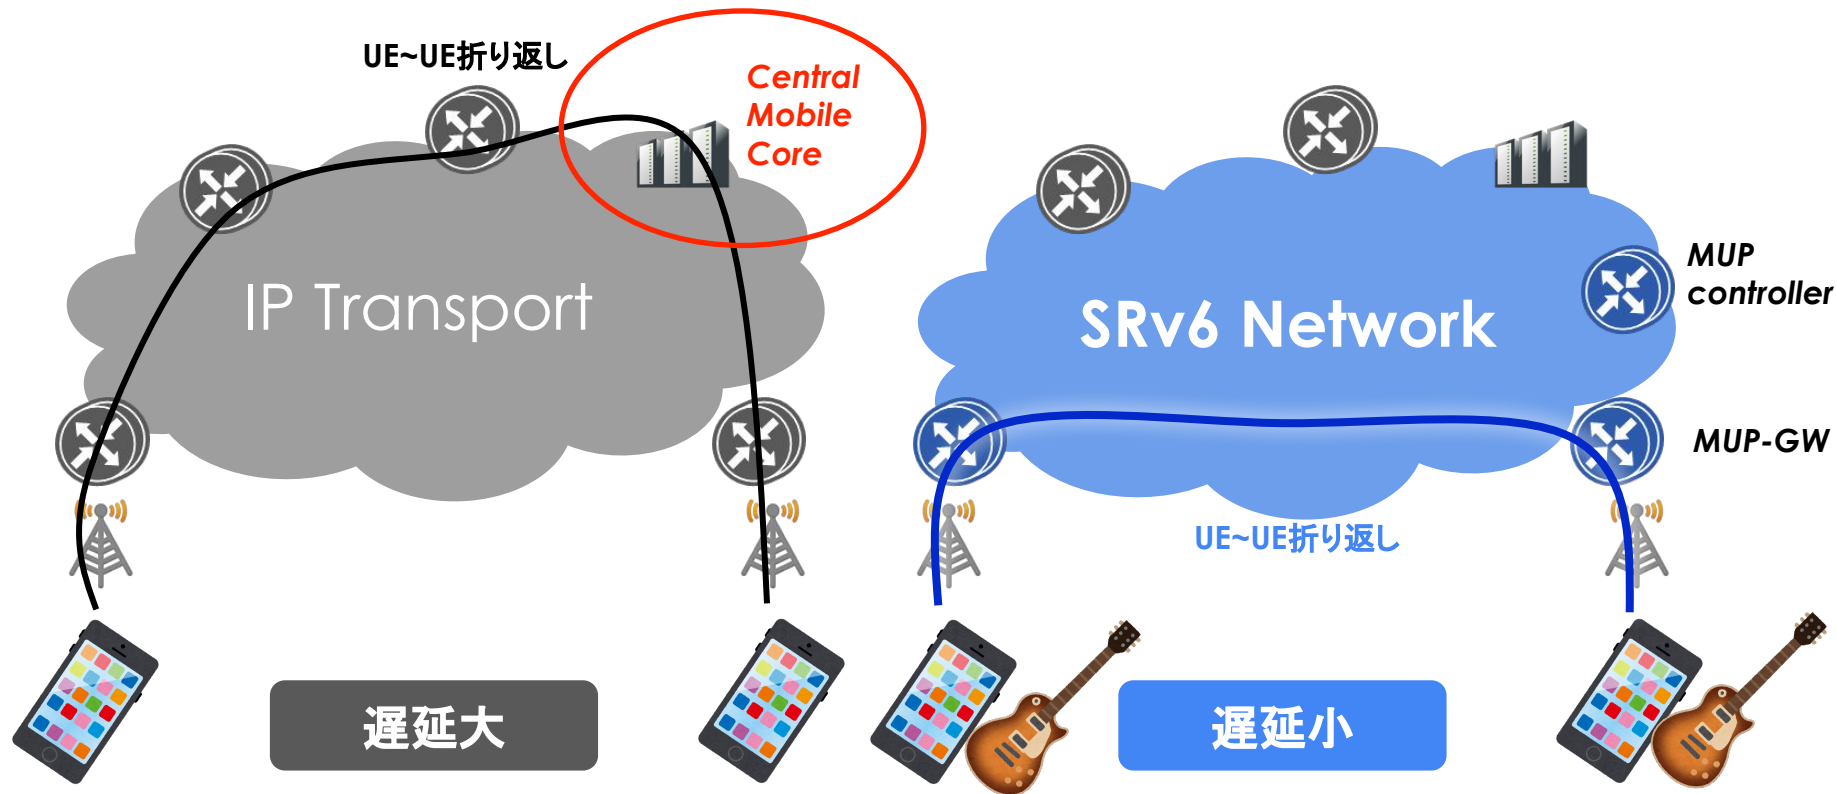 UE~UE折り返し
Central
Mobile
Core
IP Transport
遅延大
SRv6 Network
MUP
controller
MUP-GW
UE~UE折り返し
遅延小